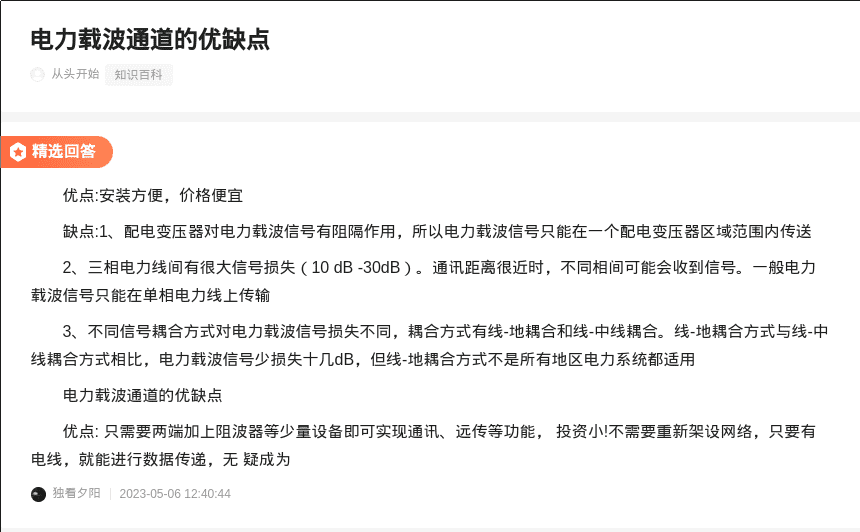 电力载波通道的优缺点
从头开始 知识百科
精选回答
优点:安装方便，价格便宜
缺点:1、配电变压器对电力载波信号有阻隔作用，所以电力载波信号只能在一个配电变压器区域范围内传送
2、三相电力线间有很大信号损失（10 dB -30dB）。通讯距离很近时，不同相间可能会收到信号。一般电力
载波信号只能在单相电力线上传输
3、不同信号耦合方式对电力载波信号损失不同，耦合方式有线-地耦合和线-中线耦合。线-地耦合方式与线-中
线耦合方式相比，电力载波信号少损失十几dB，但线-地耦合方式不是所有地区电力系统都适用
电力载波通道的优缺点
优点: 只需要两端加上阻波器等少量设备即可实现通讯、远传等功能， 投资小!不需要重新架设网络，只要有
电线，就能进行数据传递，无 疑成为
独看夕阳 2023-05-06 12:40:44